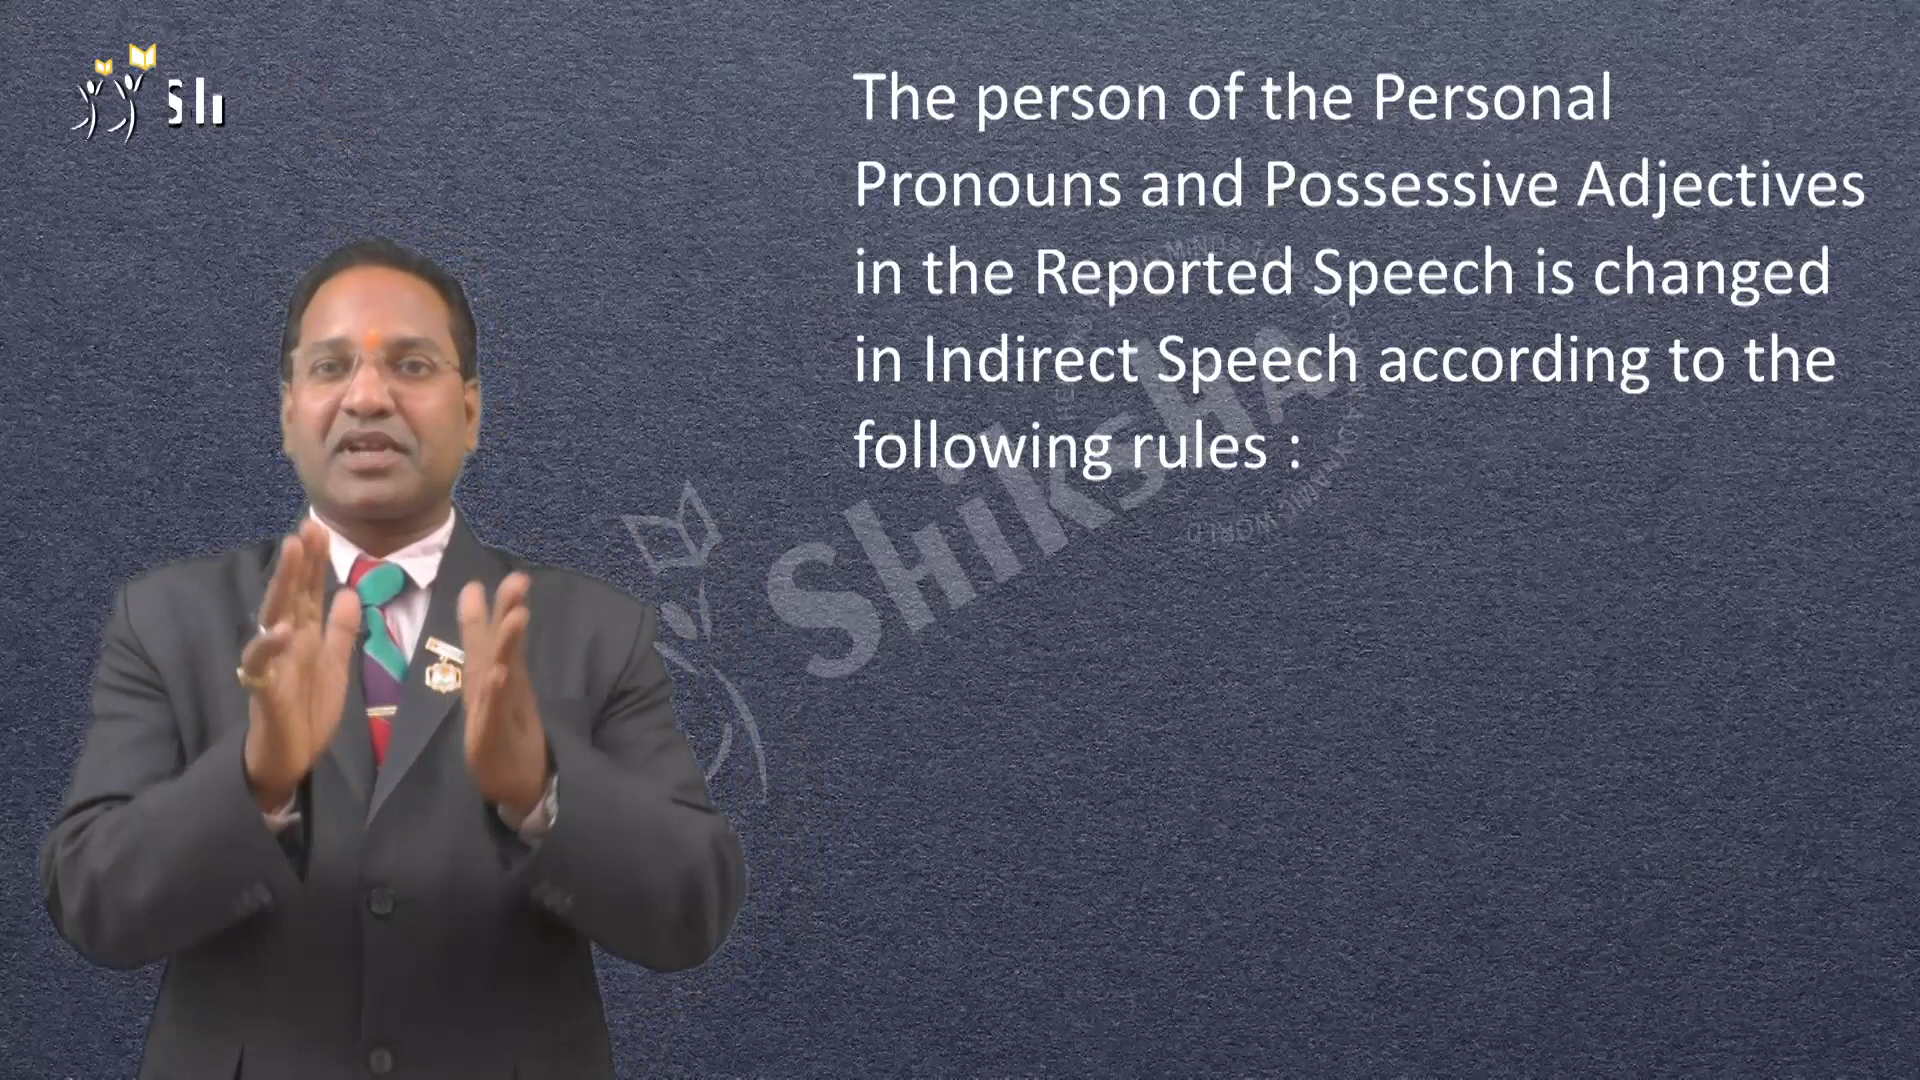 The person of the Personal
Pronouns and Possessive Adjectives
in the Reported Speech is changed
in Indirect Speech according to the
following rules :
ShiksHA